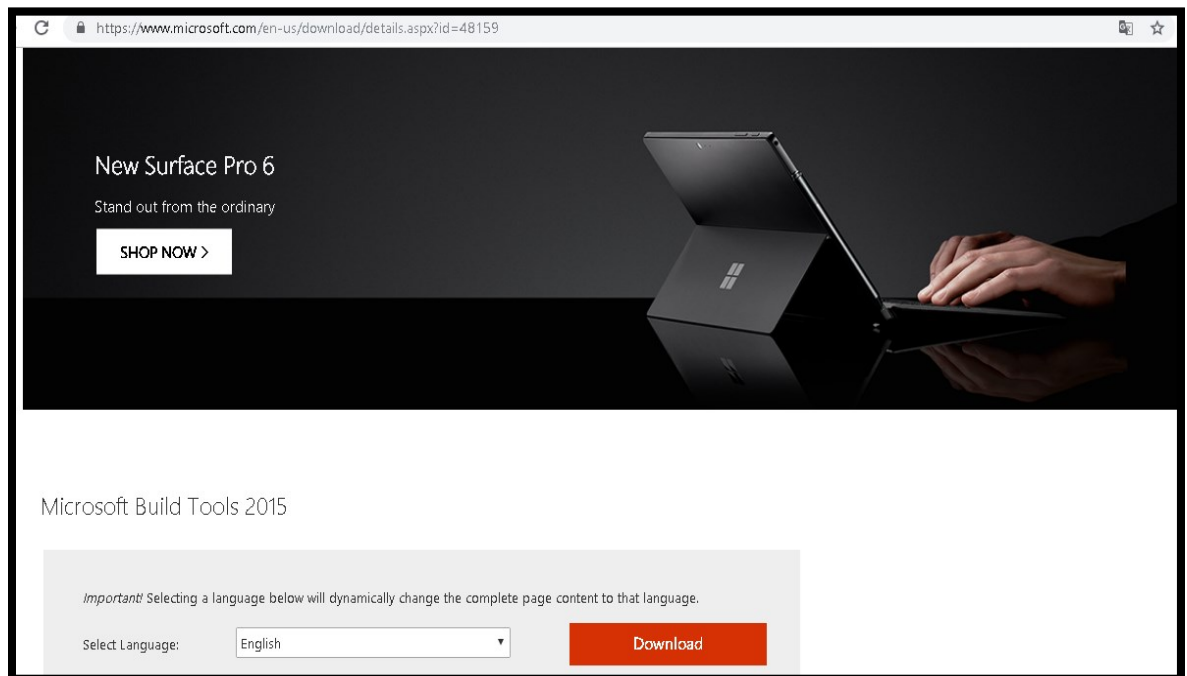 https://www.microsoft.com/en-us/download/details.aspx?id=48159
New Surface Pro 6
Stand out from the ordinary
SHOP NOW >
Microsoft Build Tools 2015
Important! Selecting a language below will dynamically change the complete page content to that language.
Select Language: English Download